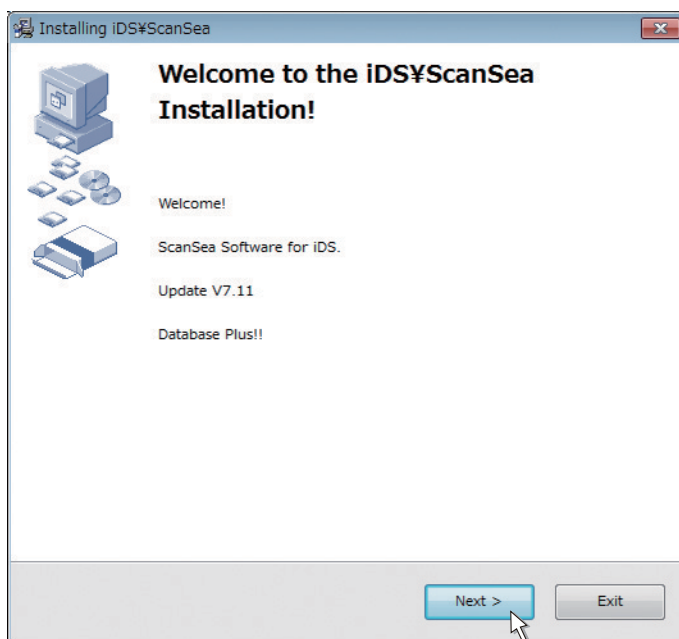 Installing iDS¥ScanSea
Welcome to the iDS¥ScanSea
Installation!
Welcome!
ScanSea Software for iDS.
Update V7.11
Database Plus!!
Next >
Exit